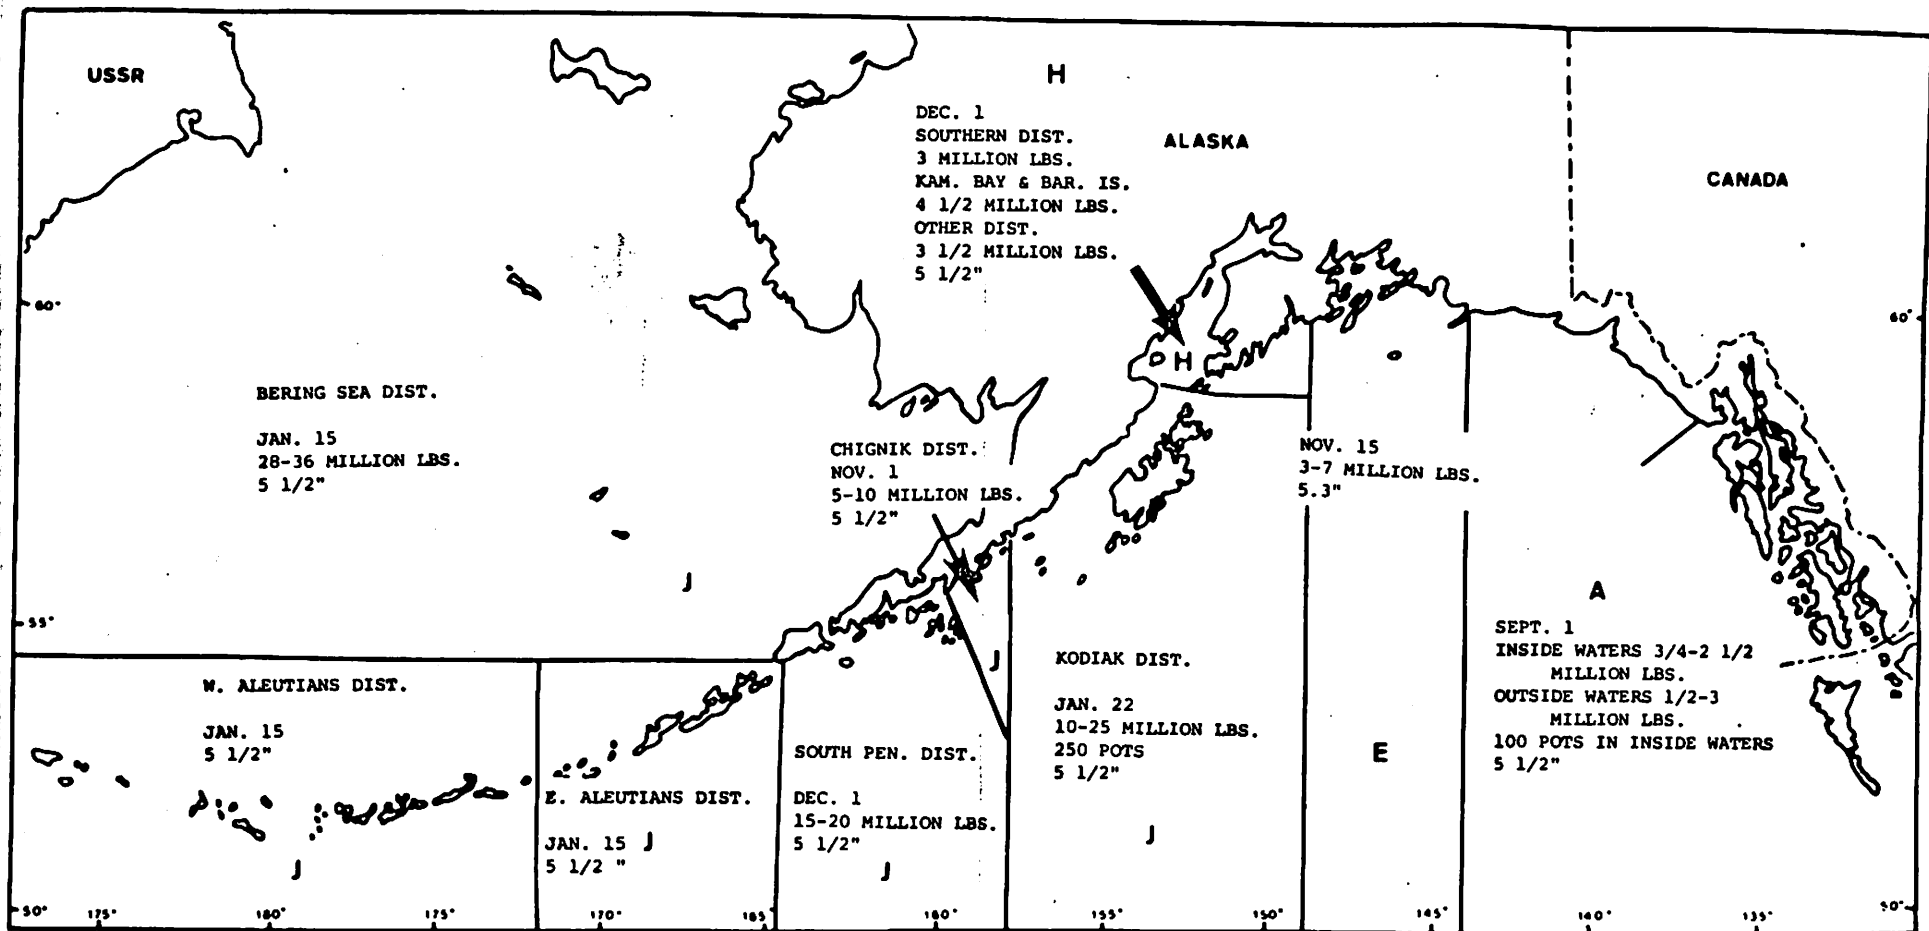 USSR
H
DEC. 1
SOUTHERN DIST.
3 MILLION LBS.
KAM. BAY & BAR. IS.
4 1/2 MILLION LBS.
OTHER DIST.
3 1/2 MILLION LBS.
5 1/2"
ALASKA
CANADA
60°
60°
H
BERING SEA DIST.
JAN. 15
28-36 MILLION LBS.
5 1/2"
CHIGNIK DIST.
NOV. 1
5-10 MILLION LBS.
5 1/2"
NOV. 15
3-7 MILLION LBS.
5.3"
J
A
55°
SEPT. 1
INSIDE WATERS 3/4-2 1/2
MILLION LBS.
OUTSIDE WATERS 1/2-3
MILLION LBS.
100 POTS IN INSIDE WATERS
5 1/2"
J
KODIAK DIST.
JAN. 22
10-25 MILLION LBS.
250 POTS
5 1/2"
J
E
W. ALEUTIANS DIST.
JAN. 15
5 1/2"
J
E. ALEUTIANS DIST.
JAN. 15
5 1/2 "
J
SOUTH PEN. DIST.
DEC. 1
15-20 MILLION LBS.
5 1/2"
J
50° 175° 180° 175° 170° 165° 160° 155° 150° 145° 140° 135° 50°